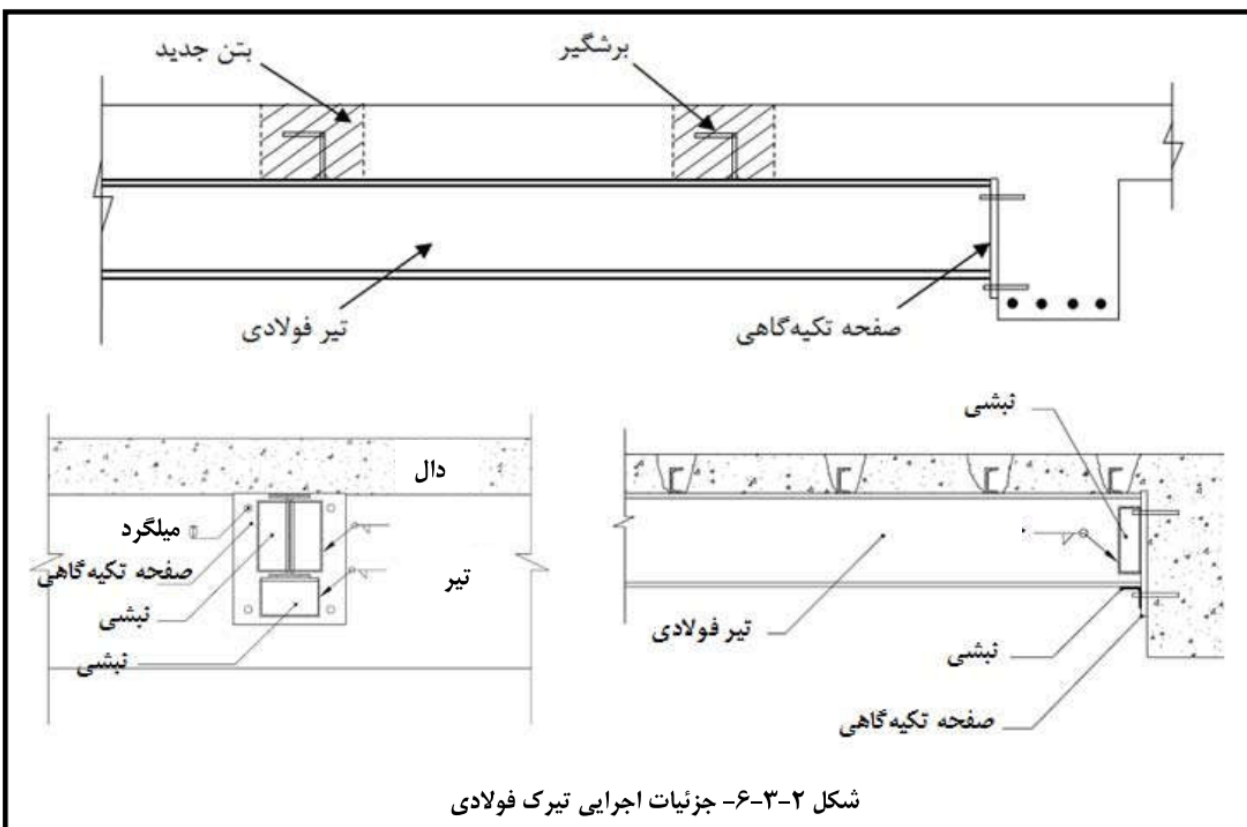 بتن جدید
برشگیر
تیر فولادی
صفحه تکیه‌گاهی
دال
میلگرد
صفحه تکیه‌گاهی
نبشی
نبشی
تیر
نبشی
تیر فولادی
نبشی
صفحه تکیه‌گاهی
شکل ۲-۳-۶- جزئیات اجرایی تیرک فولادی